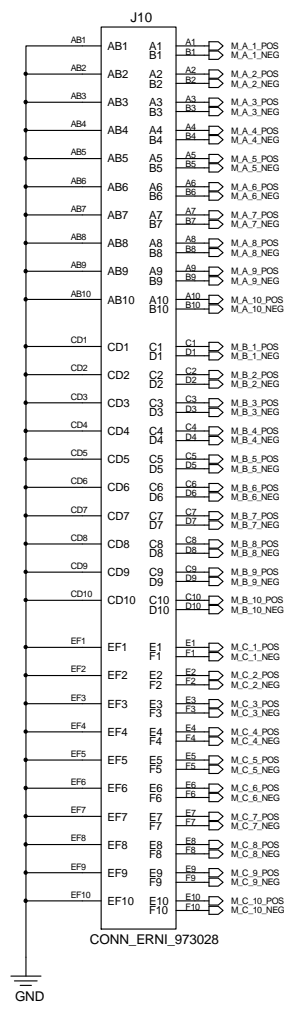 J10
AB1 AB1 A1 A1 M_A_1_POS
B1 B1 M_A_1_NEG
AB2 AB2 A2 A2 M_A_2_POS
B2 B2 M_A_2_NEG
AB3 AB3 A3 A3 M_A_3_POS
B3 B3 M_A_3_NEG
AB4 AB4 A4 A4 M_A_4_POS
B4 B4 M_A_4_NEG
AB5 AB5 A5 A5 M_A_5_POS
B5 B5 M_A_5_NEG
AB6 AB6 A6 A6 M_A_6_POS
B6 B6 M_A_6_NEG
AB7 AB7 A7 A7 M_A_7_POS
B7 B7 M_A_7_NEG
AB8 AB8 A8 A8 M_A_8_POS
B8 B8 M_A_8_NEG
AB9 AB9 A9 A9 M_A_9_POS
B9 B9 M_A_9_NEG
AB10 AB10 A10 A10 M_A_10_POS
B10 B10 M_A_10_NEG
CD1 CD1 C1 C1 M_B_1_POS
D1 D1 M_B_1_NEG
CD2 CD2 C2 C2 M_B_2_POS
D2 D2 M_B_2_NEG
CD3 CD3 C3 C3 M_B_3_POS
D3 D3 M_B_3_NEG
CD4 CD4 C4 C4 M_B_4_POS
D4 D4 M_B_4_NEG
CD5 CD5 C5 C5 M_B_5_POS
D5 D5 M_B_5_NEG
CD6 CD6 C6 C6 M_B_6_POS
D6 D6 M_B_6_NEG
CD7 CD7 C7 C7 M_B_7_POS
D7 D7 M_B_7_NEG
CD8 CD8 C8 C8 M_B_8_POS
D8 D8 M_B_8_NEG
CD9 CD9 C9 C9 M_B_9_POS
D9 D9 M_B_9_NEG
CD10 CD10 C10 C10 M_B_10_POS
D10 D10 M_B_10_NEG
EF1 EF1 E1 E1 M_C_1_POS
F1 F1 M_C_1_NEG
EF2 EF2 E2 E2 M_C_2_POS
F2 F2 M_C_2_NEG
EF3 EF3 E3 E3 M_C_3_POS
F3 F3 M_C_3_NEG
EF4 EF4 E4 E4 M_C_4_POS
F4 F4 M_C_4_NEG
EF5 EF5 E5 E5 M_C_5_POS
F5 F5 M_C_5_NEG
EF6 EF6 E6 E6 M_C_6_POS
F6 F6 M_C_6_NEG
EF7 EF7 E7 E7 M_C_7_POS
F7 F7 M_C_7_NEG
EF8 EF8 E8 E8 M_C_8_POS
F8 F8 M_C_8_NEG
EF9 EF9 E9 E9 M_C_9_POS
F9 F9 M_C_9_NEG
EF10 EF10 E10 E10 M_C_10_POS
F10 F10 M_C_10_NEG
CONN_ERNI_973028
GND